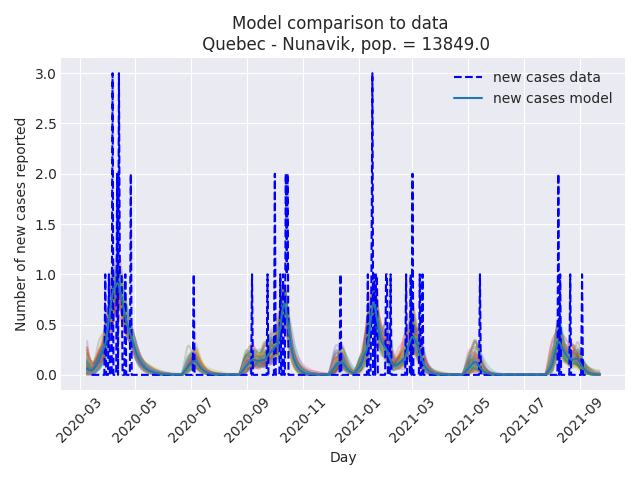 Model comparison to data
Quebec - Nunavik, pop. = 13849.0
new cases data
new cases model
Number of new cases reported
3.0
2.5
2.0
1.5
1.0
0.5
0.0
2020-03
2020-05
2020-07
2020-09
2020-11
2021-01
2021-03
2021-05
2021-07
2021-09
Day